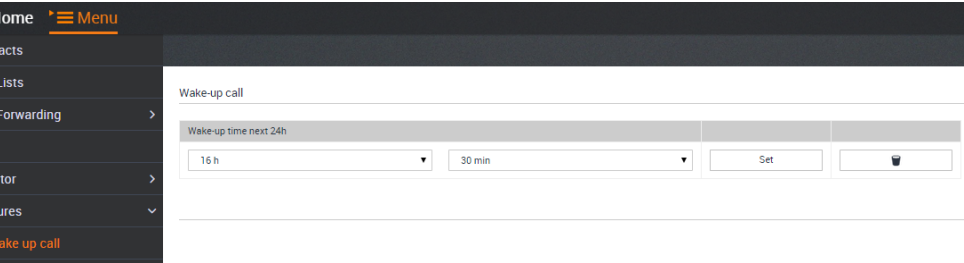 Home Menu
acts
Lists
Forwarding
tor
ures
ake up call
Wake-up call
Wake-up time next 24h
16 h 30 min Set